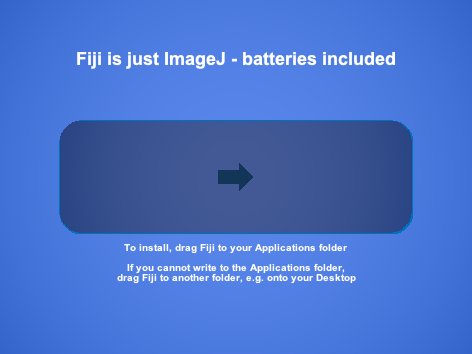 Fiji is just ImageJ - batteries included
To install, drag Fiji to your Applications folder
If you cannot write to the Applications folder,
drag Fiji to another folder, e.g. onto your Desktop